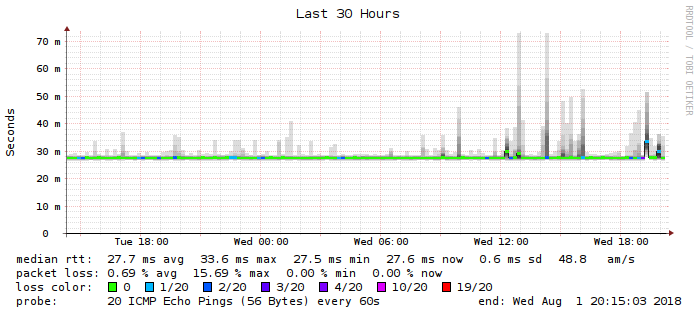 Last 30 Hours
RRDTOOL / TOBI OETIKER
Seconds
70 m
60 m
50 m
40 m
30 m
20 m
10 m
0
Tue 18:00 Wed 00:00 Wed 06:00 Wed 12:00 Wed 18:00
median rtt: 27.7 ms avg 33.6 ms max 27.5 ms min 27.6 ms now 0.6 ms sd 48.8 am/s
packet loss: 0.69 % avg 15.69 % max 0.00 % min 0.00 % now
loss color: 0 1/20 2/20 3/20 4/20 10/20 19/20
probe: 20 ICMP Echo Pings (56 Bytes) every 60s end: Wed Aug 1 20:15:03 2018